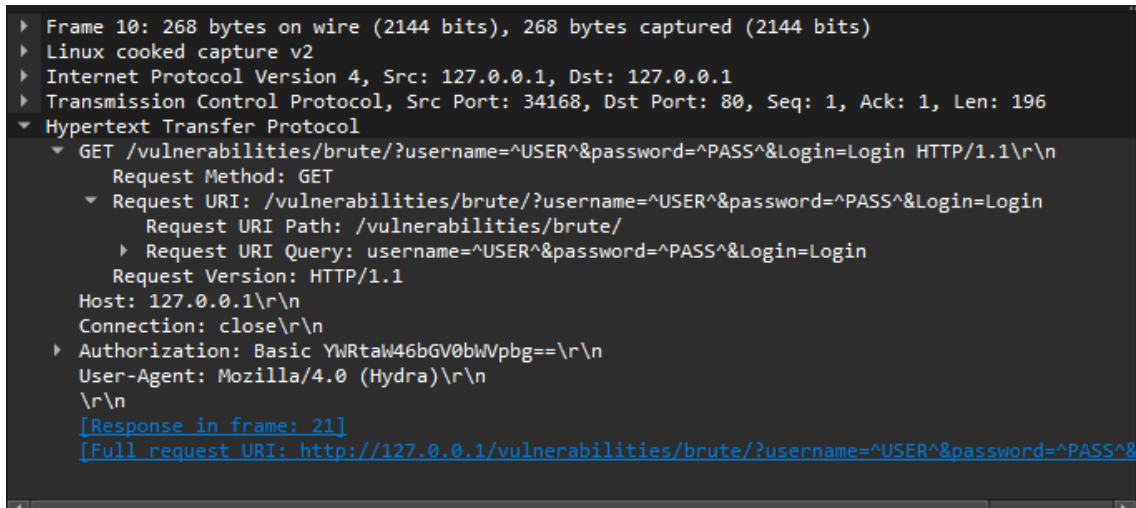 Frame 10: 268 bytes on wire (2144 bits), 268 bytes captured (2144 bits)
Linux cooked capture v2
Internet Protocol Version 4, Src: 127.0.0.1, Dst: 127.0.0.1
Transmission Control Protocol, Src Port: 34168, Dst Port: 80, Seq: 1, Ack: 1, Len: 196
Hypertext Transfer Protocol
GET /vulnerabilities/brute/?username=^USER^&password=^PASS^&Login=Login HTTP/1.1\r\n
Request Method: GET
Request URI: /vulnerabilities/brute/?username=^USER^&password=^PASS^&Login=Login
Request URI Path: /vulnerabilities/brute/
Request URI Query: username=^USER^&password=^PASS^&Login=Login
Request Version: HTTP/1.1
Host: 127.0.0.1\r\n
Connection: close\r\n
Authorization: Basic YWRtaW46bGV0bWVpbg==\r\n
User-Agent: Mozilla/4.0 (Hydra)\r\n
\r\n
[Response in frame: 21]
[Full request URI: http://127.0.0.1/vulnerabilities/brute/?username=^USER^&password=^PASS^&